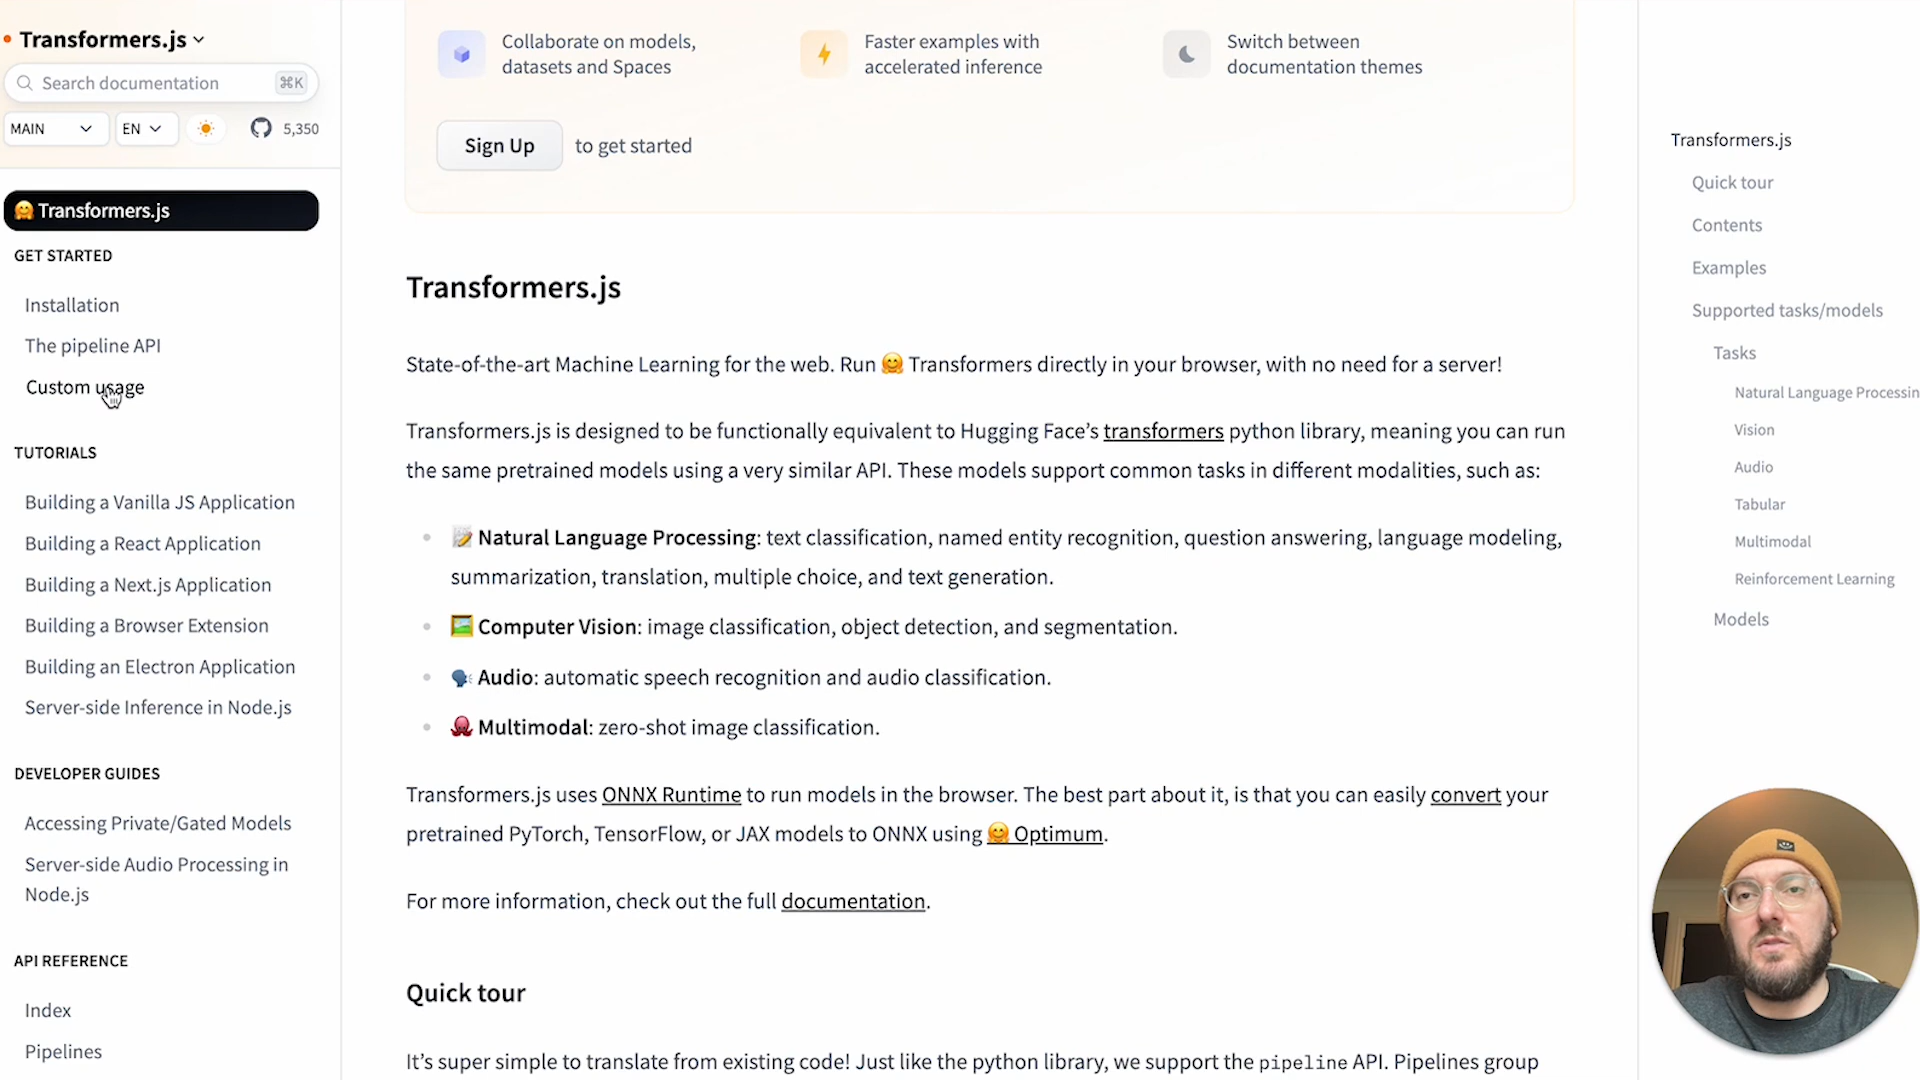 Transformers.js
Search documentation ⌘K
MAIN EN 5,350
🤗 Transformers.js
GET STARTED
Installation
The pipeline API
Custom usage
TUTORIALS
Building a Vanilla JS Application
Building a React Application
Building a Next.js Application
Building a Browser Extension
Building an Electron Application
Server-side Inference in Node.js
DEVELOPER GUIDES
Accessing Private/Gated Models
Server-side Audio Processing in
Node.js
API REFERENCE
Index
Pipelines
Collaborate on models,
datasets and Spaces
Faster examples with
accelerated inference
Switch between
documentation themes
Sign Up to get started
Transformers.js
State-of-the-art Machine Learning for the web. Run 🤗 Transformers directly in your browser, with no need for a server!
Transformers.js is designed to be functionally equivalent to Hugging Face’s transformers python library, meaning you can run
the same pretrained models using a very similar API. These models support common tasks in different modalities, such as:
• 📝 Natural Language Processing: text classification, named entity recognition, question answering, language modeling,
summarization, translation, multiple choice, and text generation.
• 🖼️ Computer Vision: image classification, object detection, and segmentation.
• 🗣️ Audio: automatic speech recognition and audio classification.
• 🐙 Multimodal: zero-shot image classification.
Transformers.js uses ONNX Runtime to run models in the browser. The best part about it, is that you can easily convert your
pretrained PyTorch, TensorFlow, or JAX models to ONNX using 🤗 Optimum.
For more information, check out the full documentation.
Quick tour
It’s super simple to translate from existing code! Just like the python library, we support the pipeline API. Pipelines group
Transformers.js
Quick tour
Contents
Examples
Supported tasks/models
Tasks
Natural Language Processin
Vision
Audio
Tabular
Multimodal
Reinforcement Learning
Models